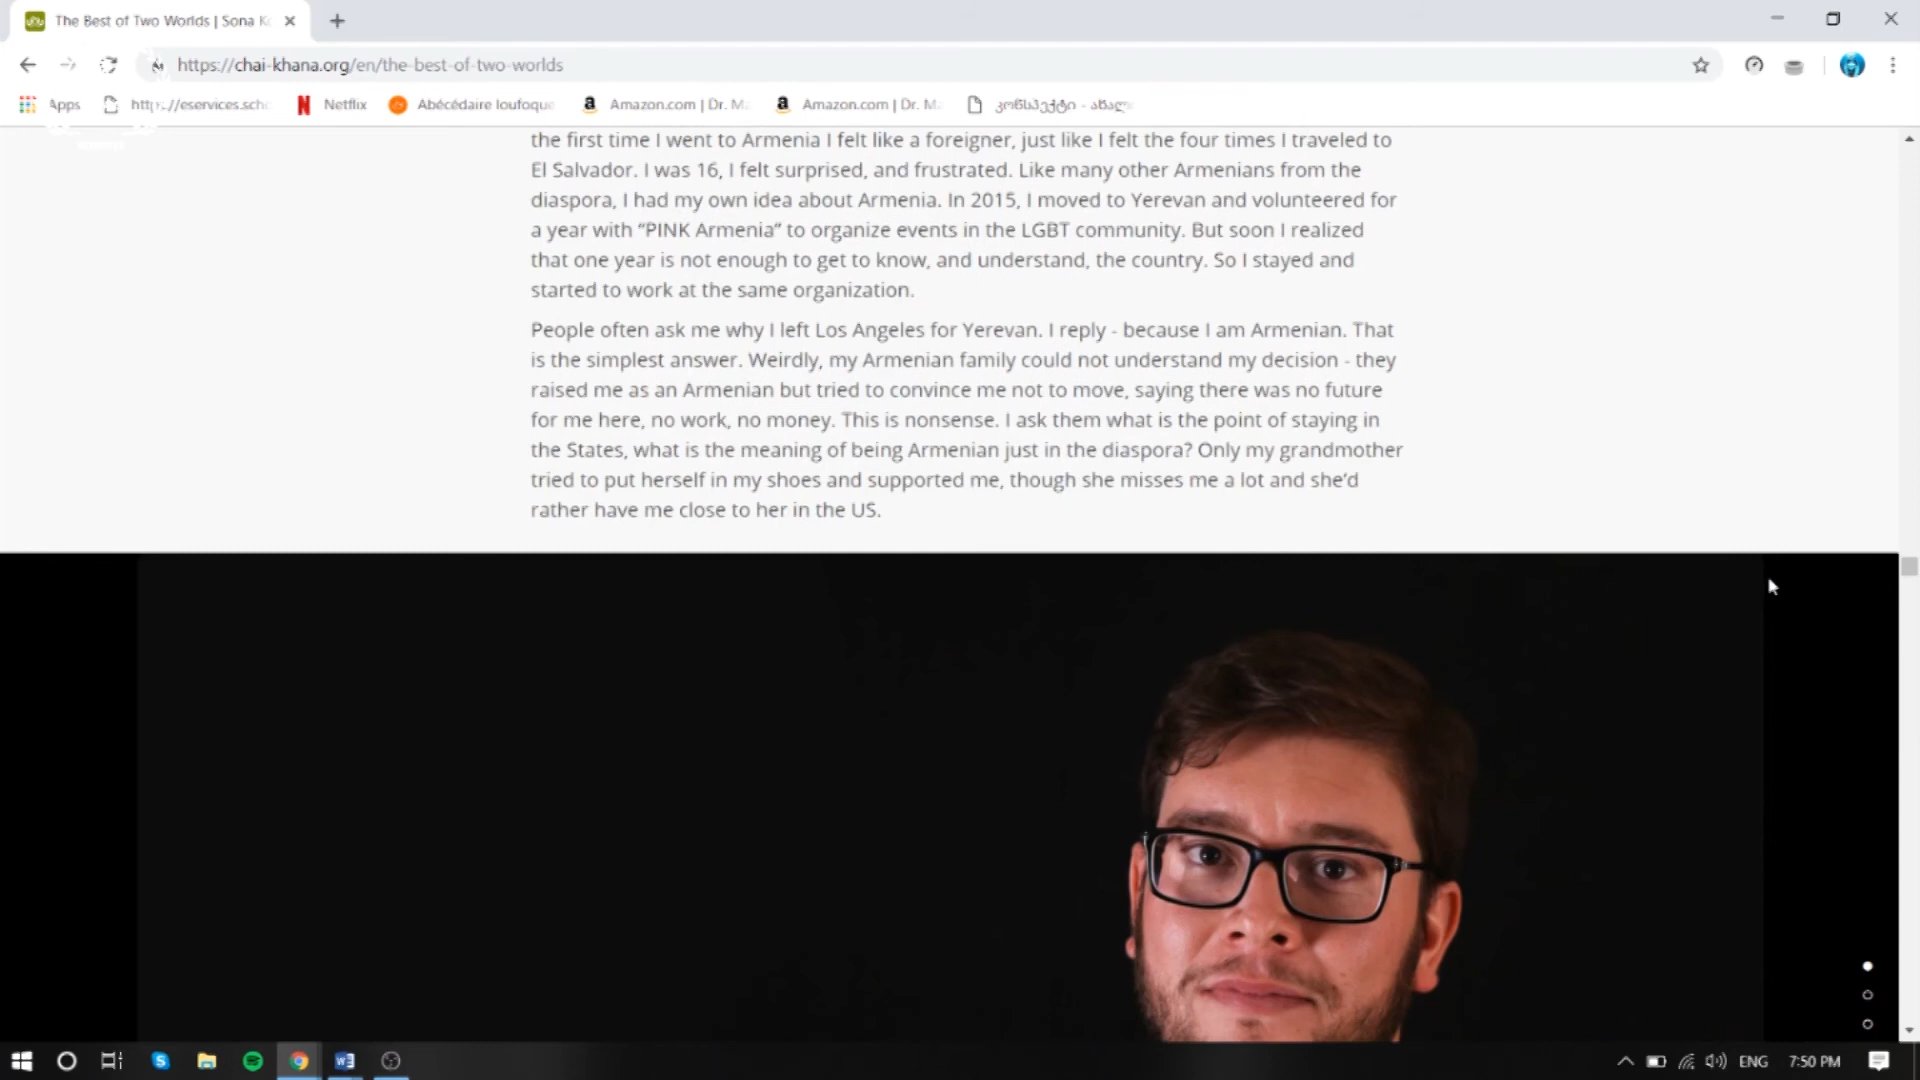 The Best of Two Worlds | Sona
https://chai-khana.org/en/the-best-of-two-worlds
Apps
Netflix
Abécédaire loufoque
Amazon.com | Dr.
Amazon.com | Dr.
კონსპექტი -
the first time I went to Armenia I felt like a foreigner, just like I felt the four times I traveled to
El Salvador. I was 16, I felt surprised, and frustrated. Like many other Armenians from the
diaspora, I had my own idea about Armenia. In 2015, I moved to Yerevan and volunteered for
a year with “PINK Armenia” to organize events in the LGBT community. But soon I realized
that one year is not enough to get to know, and understand, the country. So I stayed and
started to work at the same organization.
People often ask me why I left Los Angeles for Yerevan. I reply - because I am Armenian. That
is the simplest answer. Weirdly, my Armenian family could not understand my decision - they
raised me as an Armenian but tried to convince me not to move, saying there was no future
for me here, no work, no money. This is nonsense. I ask them what is the point of staying in
the States, what is the meaning of being Armenian just in the diaspora? Only my grandmother
tried to put herself in my shoes and supported me, though she misses me a lot and she’d
rather have me close to her in the US.
ENG
7:50 PM